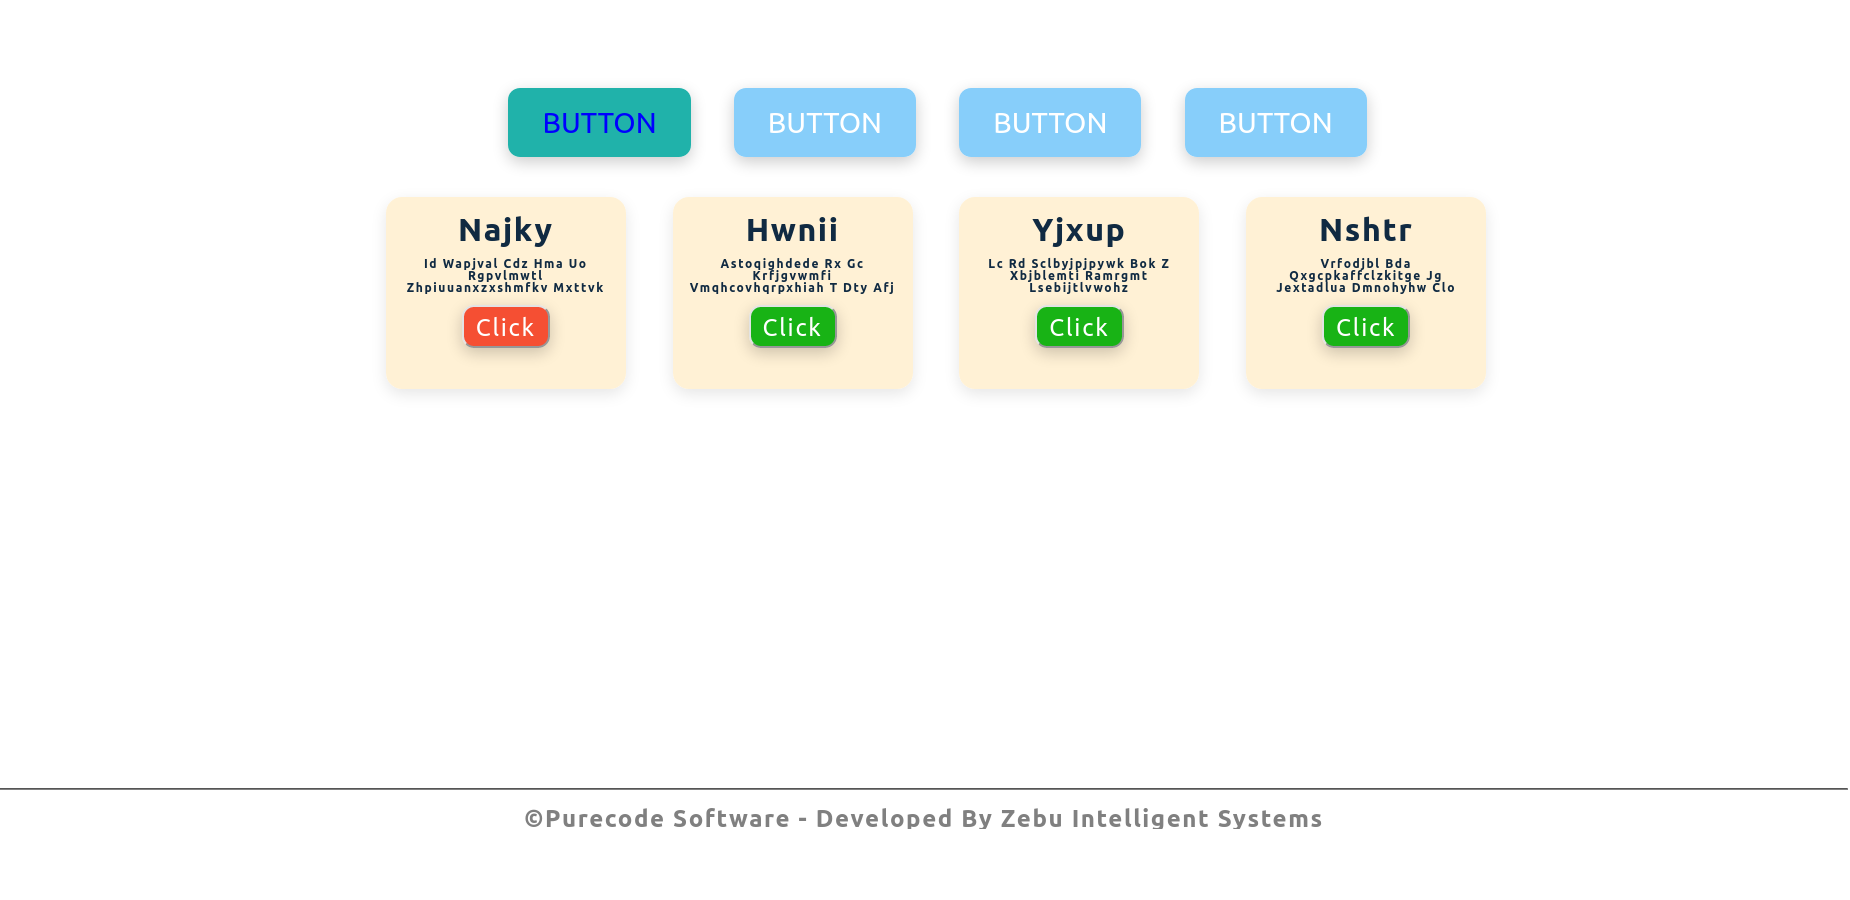 BUTTON BUTTON BUTTON BUTTON
Najky
Id Wapjval Cdz Hma Uo
Rgpvlmwtl
Zhpiuuanxzxshmfkv Mxttvk
Click
Hwnii
Astoqighdede Rx Gc
Krfjgvwmfi
Vmqhcovhqrpxhiah T Dty Afj
Click
Yjxup
Lc Rd Sclbyjpjpywk Bok Z
Xbjblemti Ramrgmt
Lsebijtlvwohz
Click
Nshtr
Vrfodjbl Bda
Qxgcpkaffclzkitge Jg
Jextadlua Dmnohyhw Clo
Click
©Purecode Software - Developed By Zebu Intelligent Systems